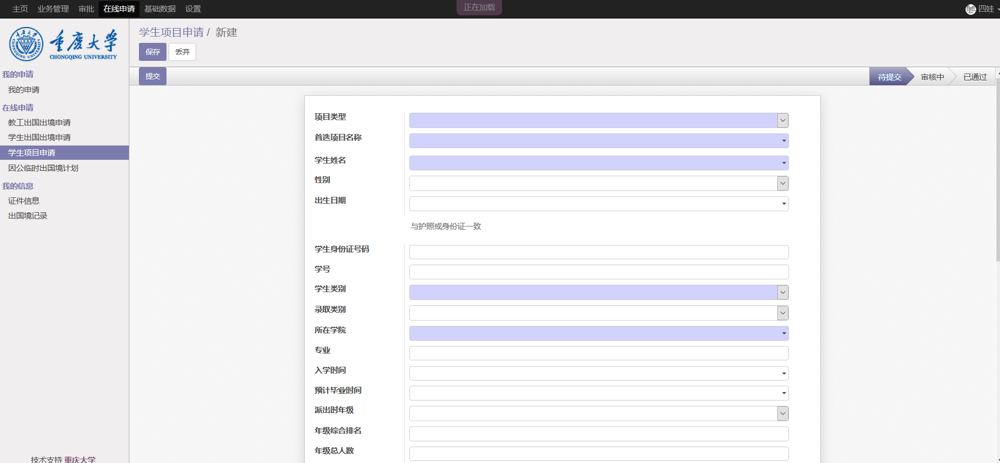 主页 业务管理 审批 在线申请 基础数据 设置 正在加载 四娃
重庆大学
CHONGQING UNIVERSITY
我的申请
我的申请
在线申请
教工出国出境申请
学生出国出境申请
学生项目申请
因公临时出国境计划
我的信息
证件信息
出国境记录
技术支持 重庆大学
学生项目申请 / 新建
保存 丢弃
提交 待提交 审核中 已通过
项目类型
首选项目名称
学生姓名
性别
出生日期
与护照或身份证一致
学生身份证号码
学号
学生类别
录取类别
所在学院
专业
入学时间
预计毕业时间
派出时年级
年级综合排名
年级总人数